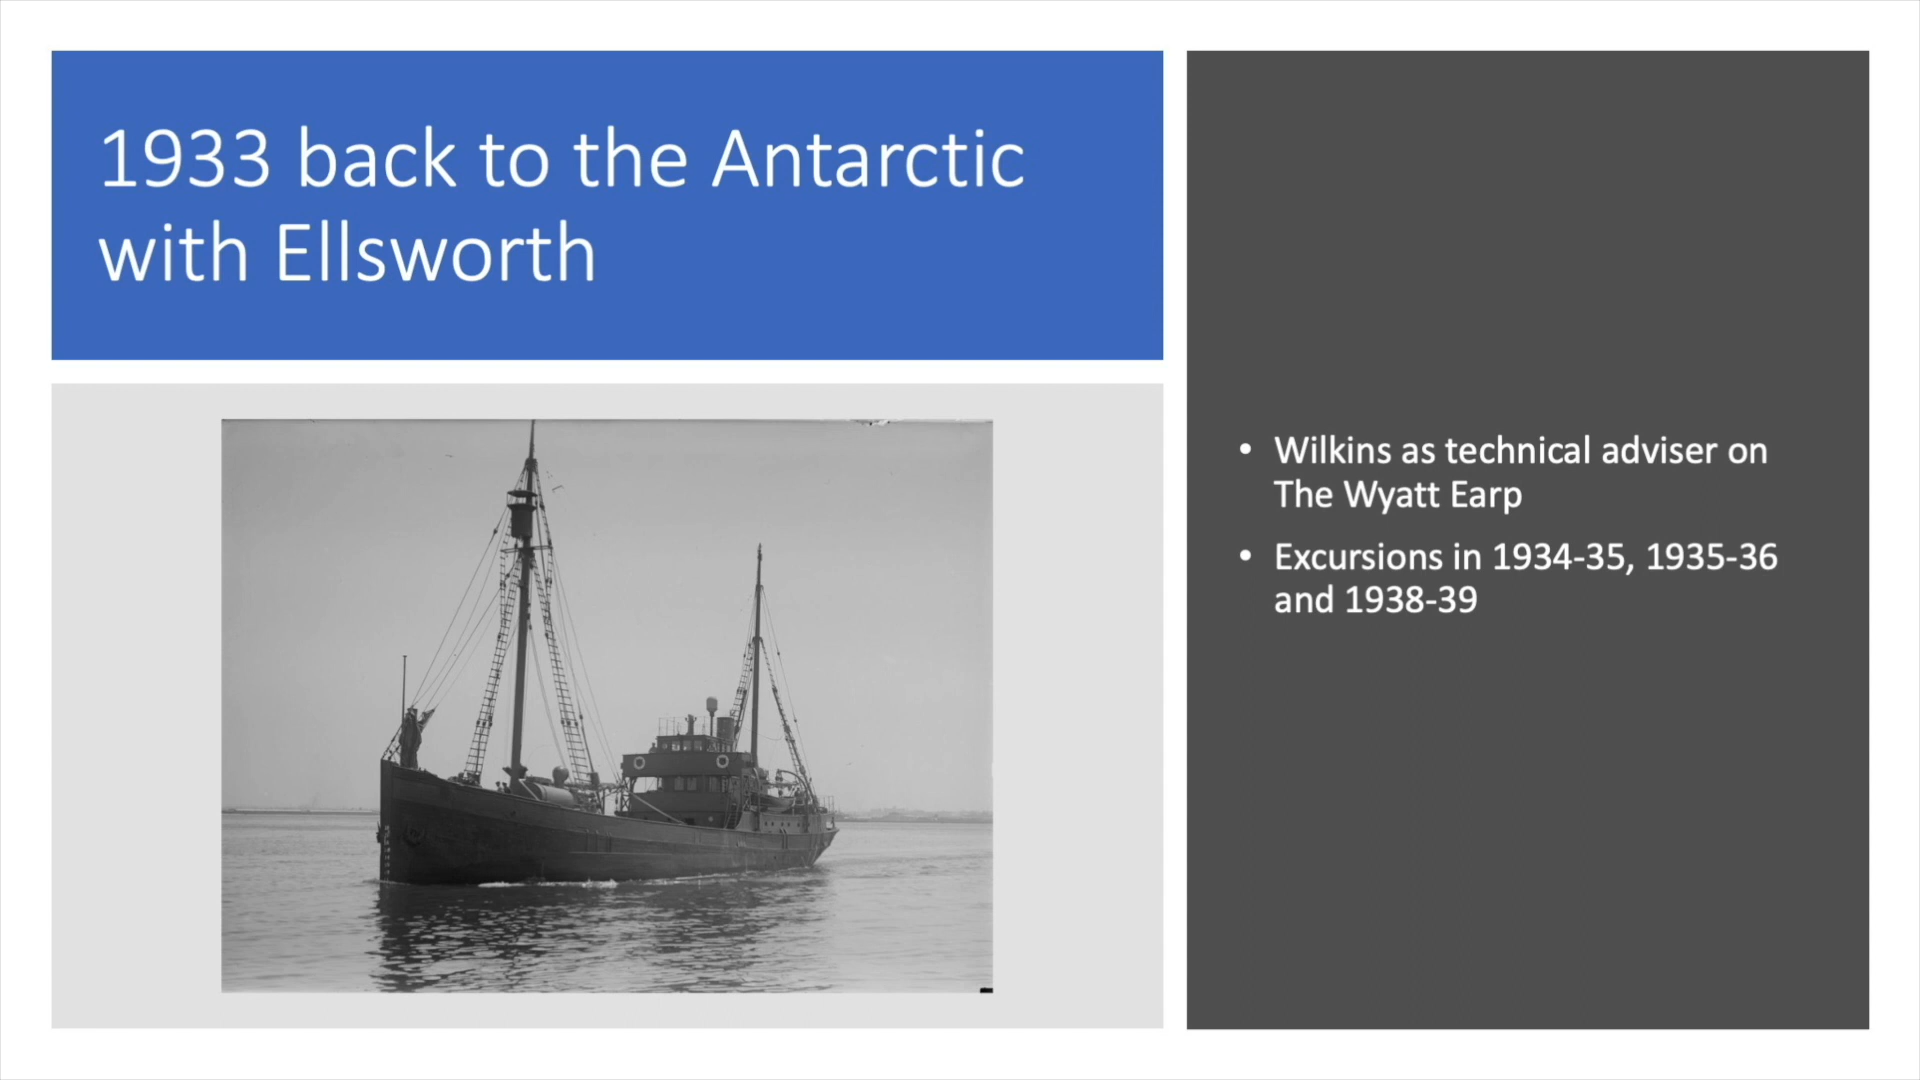 1933 back to the Antarctic
with Ellsworth
• Wilkins as technical adviser on
The Wyatt Earp
• Excursions in 1934-35, 1935-36
and 1938-39